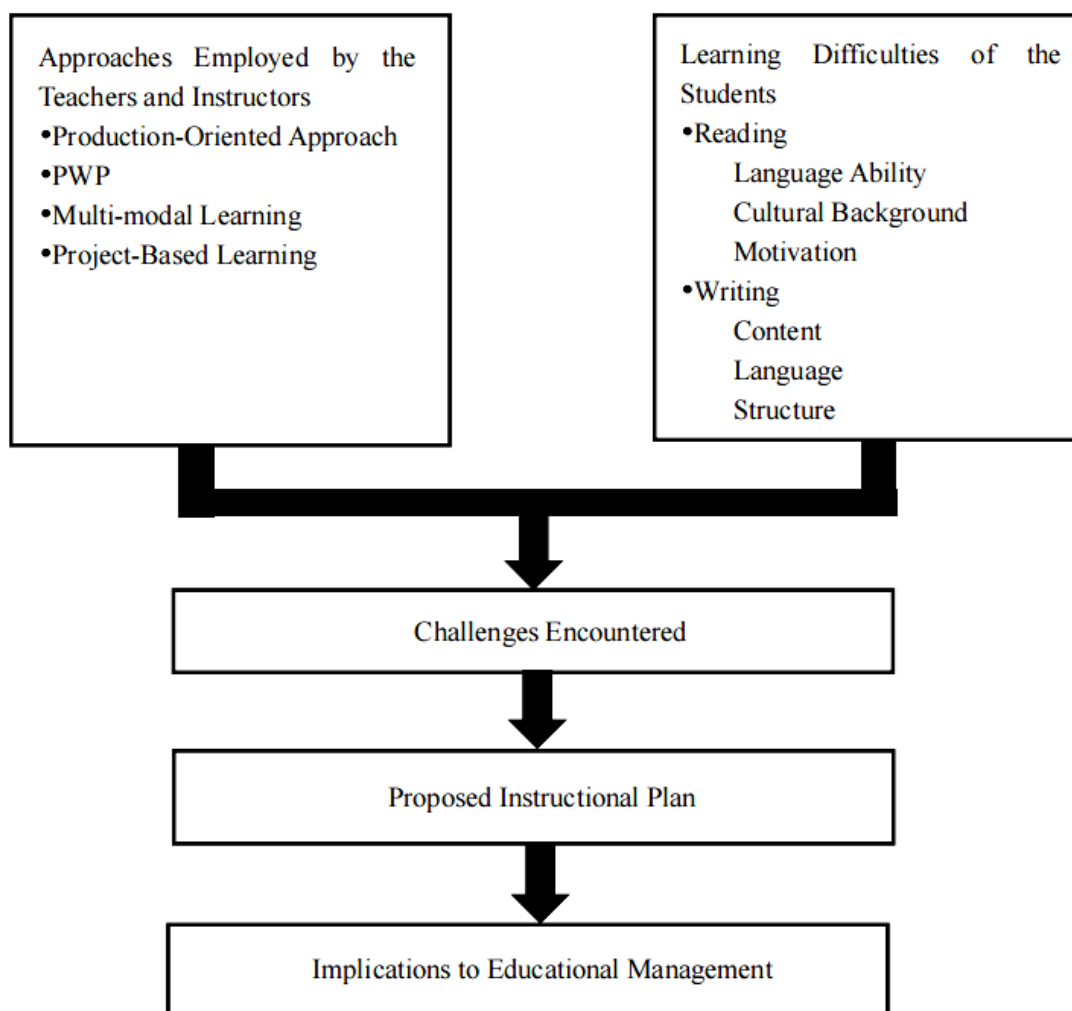 Approaches Employed by the
Teachers and Instructors
•Production-Oriented Approach
•PWP
•Multi-modal Learning
•Project-Based Learning
Learning Difficulties of the
Students
•Reading
Language Ability
Cultural Background
Motivation
•Writing
Content
Language
Structure
Challenges Encountered
Proposed Instructional Plan
Implications to Educational Management